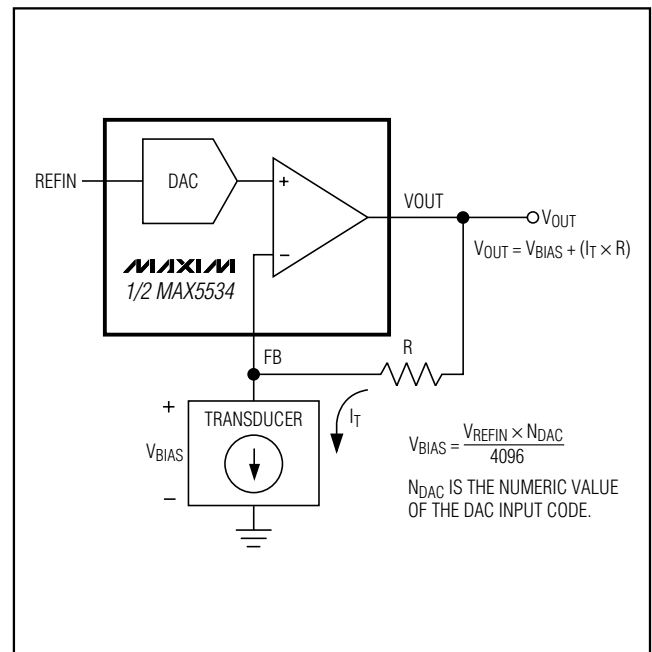 REFIN
DAC
+
−
MAXIM
1/2 MAX5534
VOUT
VOUT
VOUT = VBIAS + (IT × R)
FB
R
+
TRANSDUCER
VBIAS
−
IT
VBIAS = VREFIN × NDAC
4096
NDAC IS THE NUMERIC VALUE
OF THE DAC INPUT CODE.